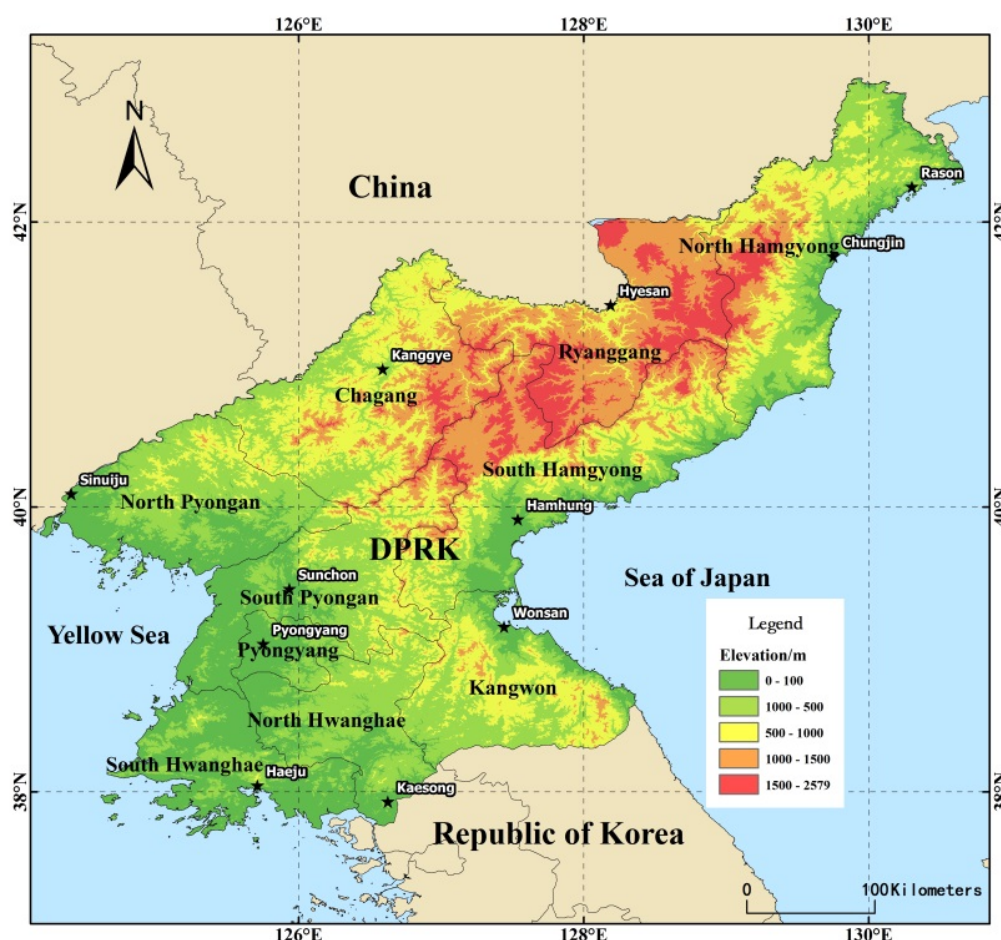 126°E 128°E 130°E
N
China
Rason
42°N 42°N
North Hamgyong
Chungjin
Hyesan
Ryanggang
Kanggye
Chagang
South Hamgyong
Sinuiju
North Pyongan
40°N 40°N
Hamhung
DPRK
Sunchon
South Pyongan
Sea of Japan
Wonsan
Yellow Sea
Pyongyang
Pyongyang
Kangwon
North Hwanghae
South Hwanghae
Haeju
Kaesong
38°N 38°N
Republic of Korea
Legend
Elevation/m
0 - 100
1000 - 500
500 - 1000
1000 - 1500
1500 - 2579
0 100Kilometers
126°E 128°E 130°E